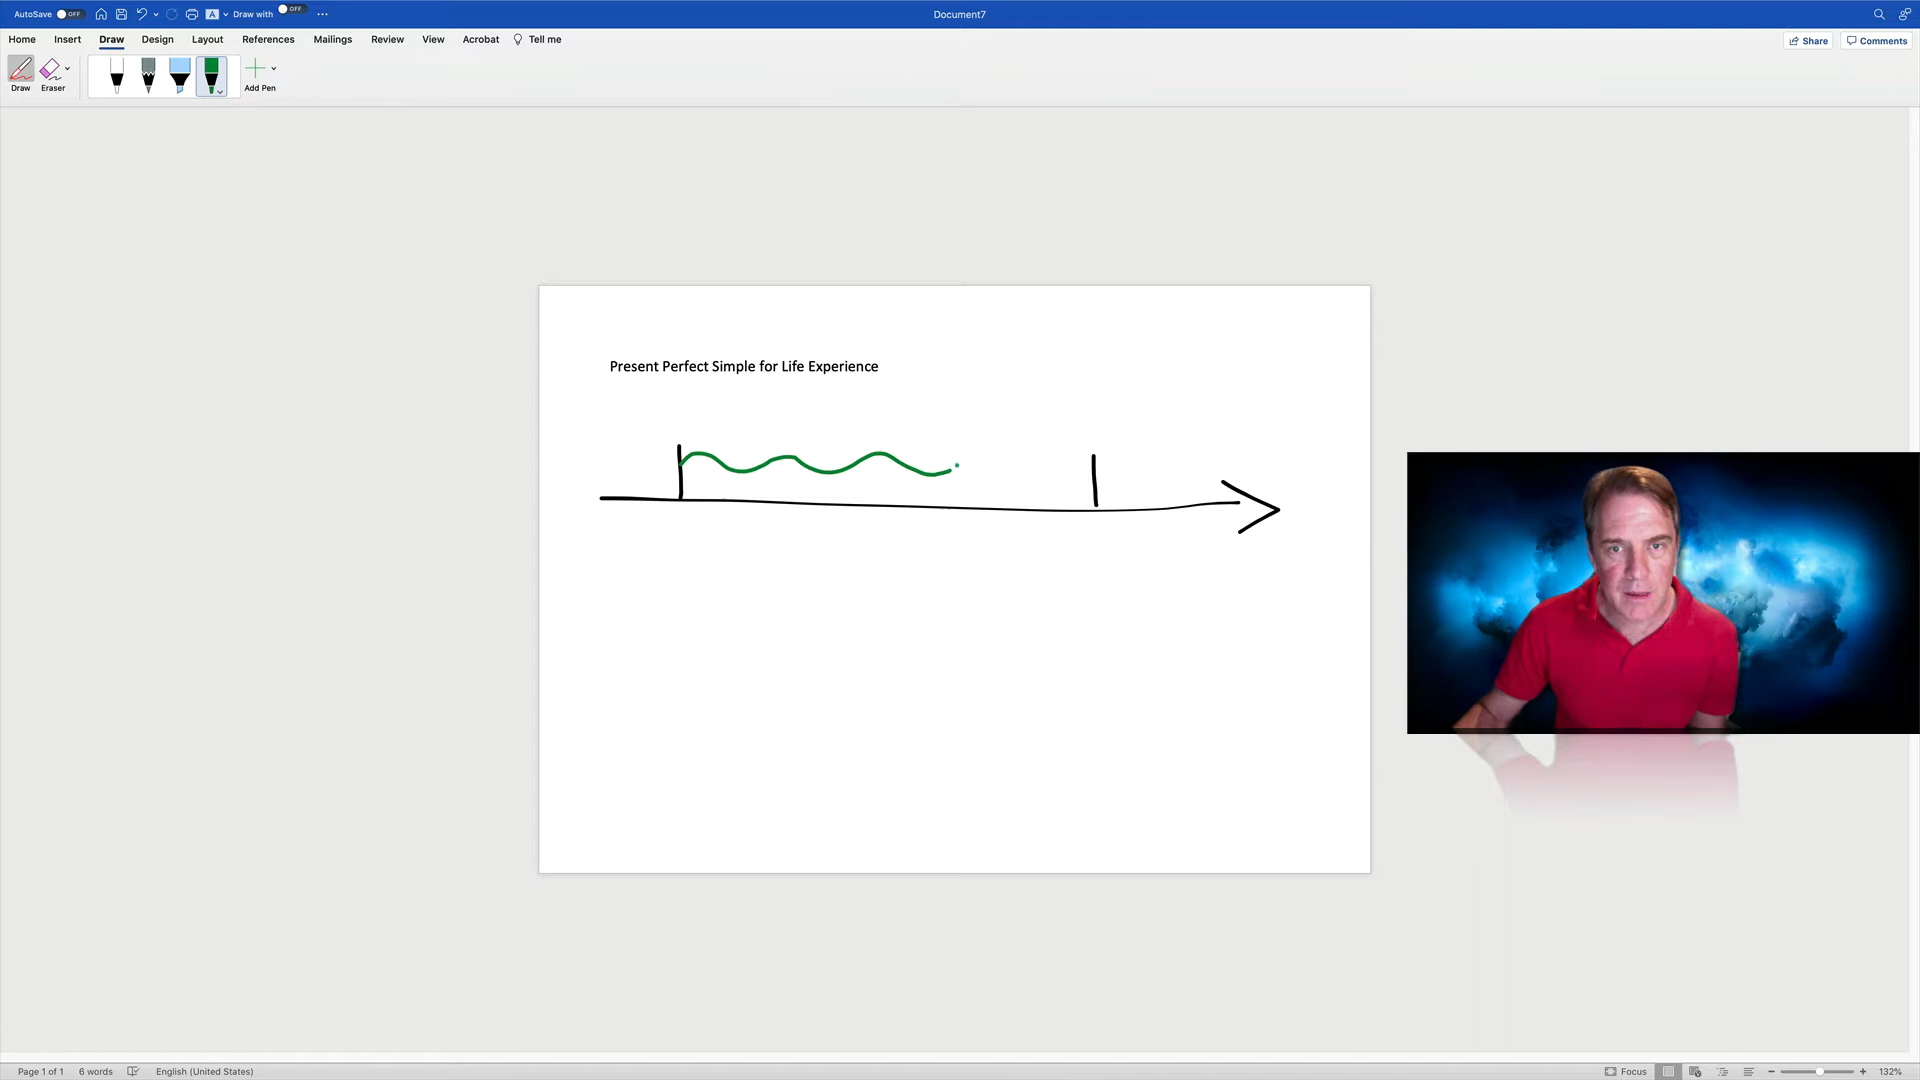 AutoSave OFF Draw with OFF Document7
Home Insert Draw Design Layout References Mailings Review View Acrobat Tell me Share Comments
Draw Eraser Add Pen
Present Perfect Simple for Life Experience
Page 1 of 1 6 words English (United States) Focus 132%